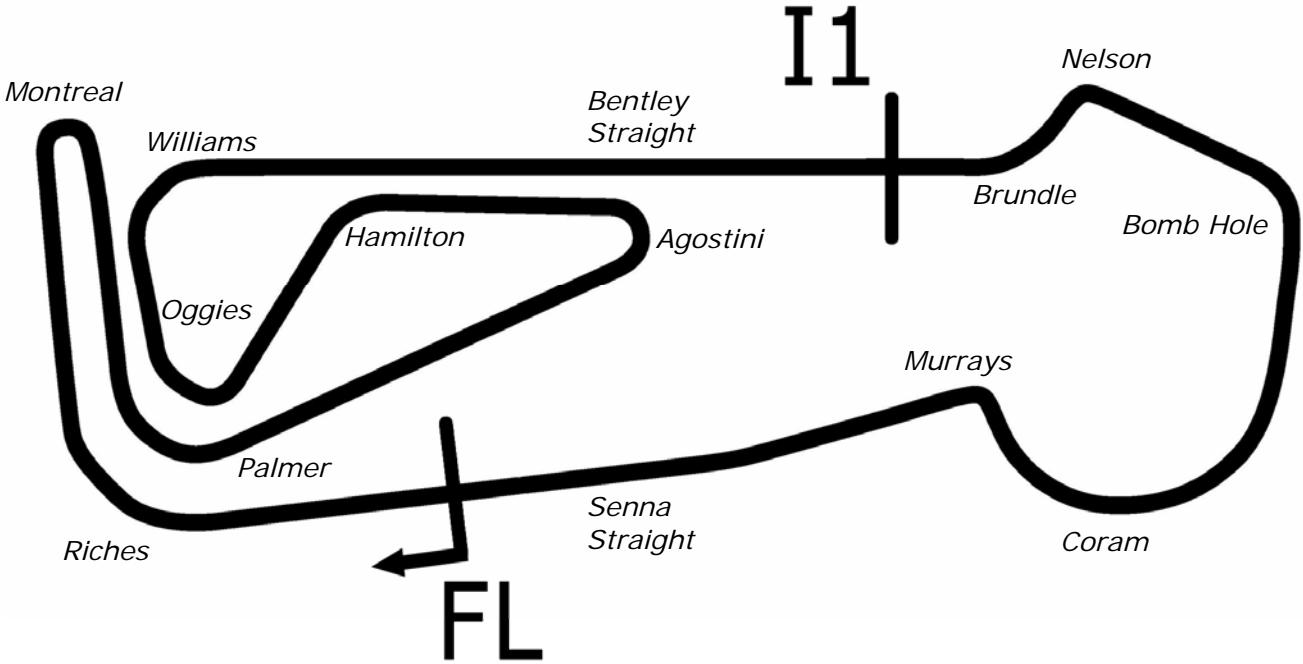 I1
Nelson
Montreal
Bentley
Straight
Williams
Brundle
Bomb Hole
Hamilton
Agostini
Oggies
Murrays
Palmer
Senna
Straight
Riches
Coram
FL